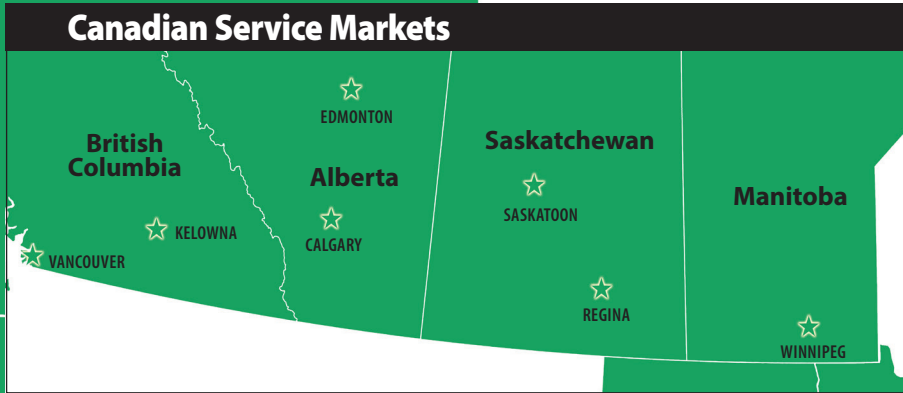 Canadian Service Markets
EDMONTON
British
Columbia
Saskatchewan
Alberta
Manitoba
SASKATOON
KELOWNA
CALGARY
VANCOUVER
REGINA
WINNIPEG